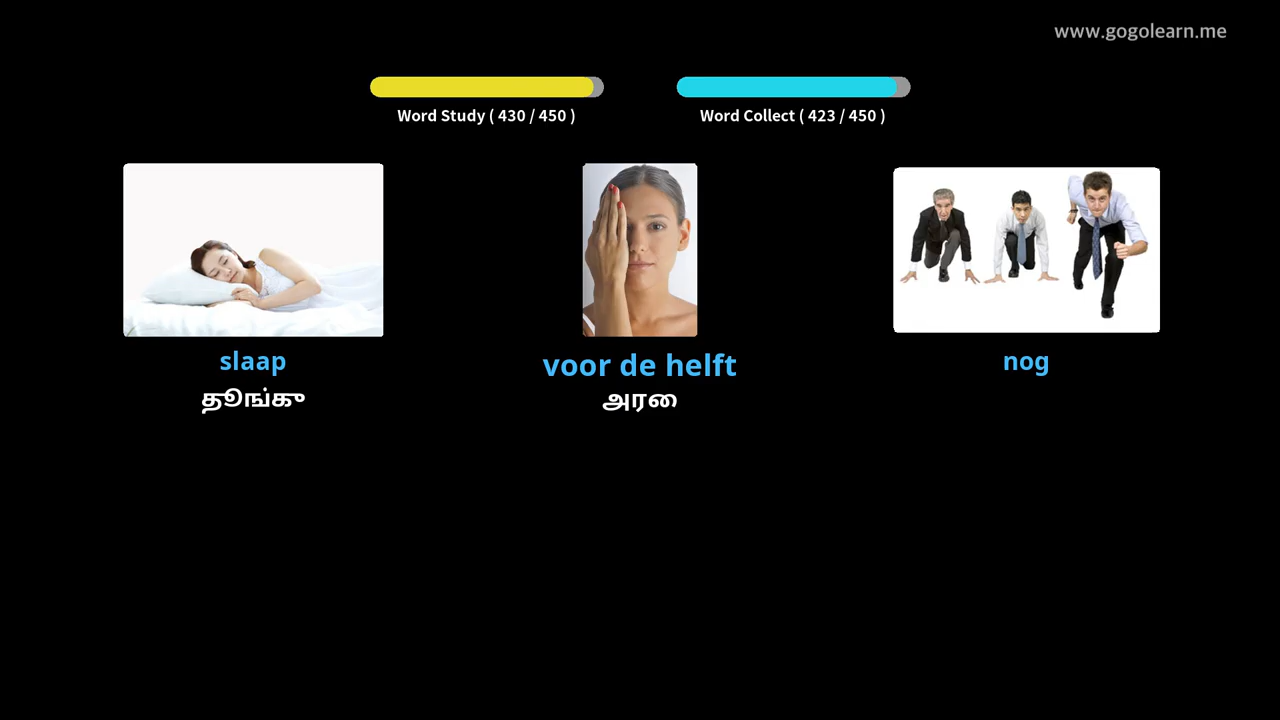 www.gogolearn.me
Word Study ( 430 / 450 )
Word Collect ( 423 / 450 )
slaap
voor de helft
nog
தூங்கு
அரை